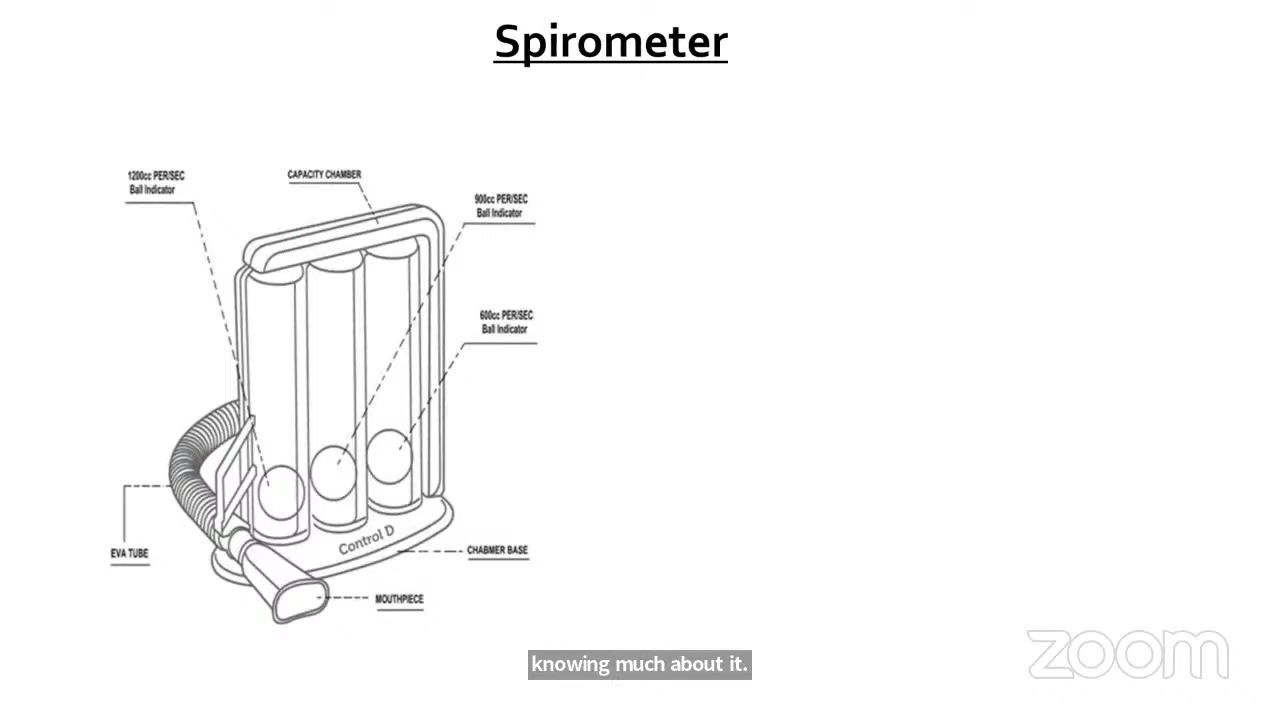 Spirometer
1200cc PER/SEC
Ball Indicator
CAPACITY CHAMBER
900cc PER/SEC
Ball Indicator
600cc PER/SEC
Ball Indicator
Control D
EVA TUBE
CHABMER BASE
MOUTHPIECE
knowing much about it.
zoom